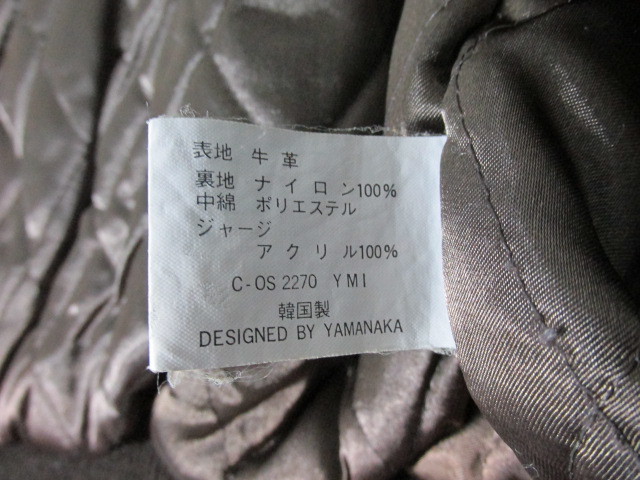 表地 牛革
裏地 ナイロン100%
中綿 ポリエステル
ジャージ
アクリル100%
C-OS 2270 YMI
韓国製
DESIGNED BY YAMANAKA